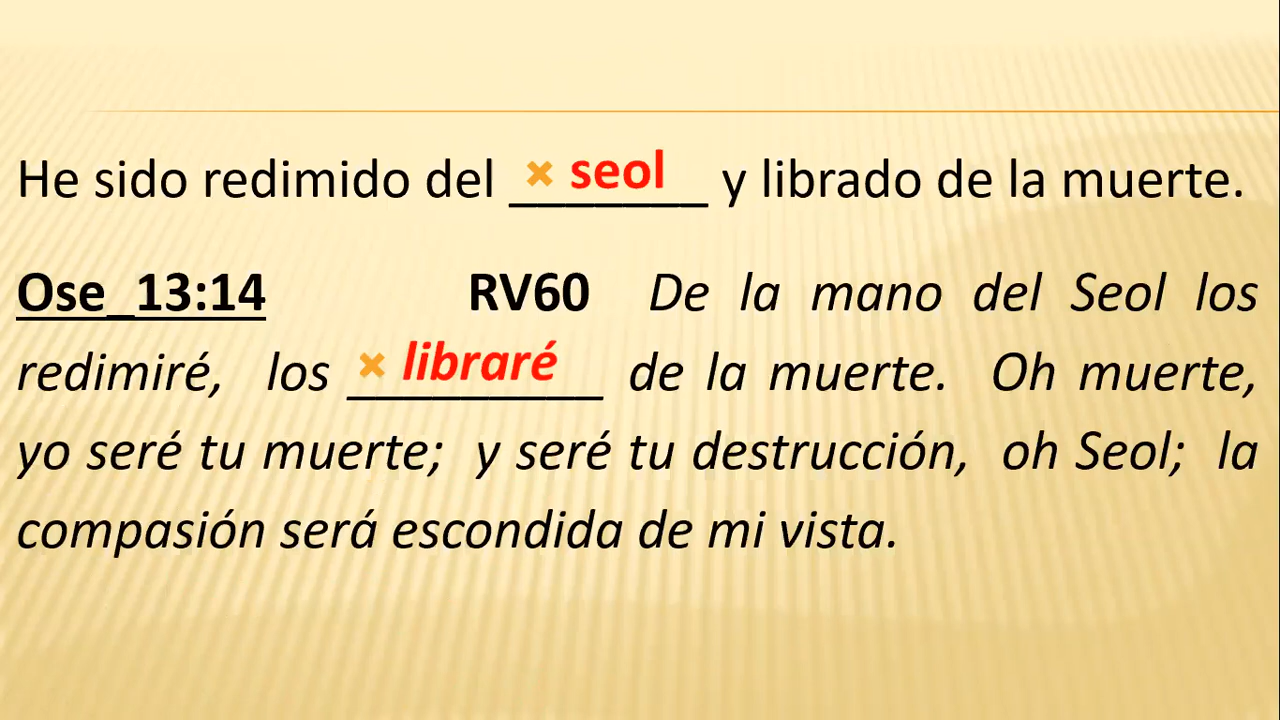 He sido redimido del × seol y librado de la muerte.
Ose_13:14 RV60 De la mano del Seol los
redimiré, los × libraré de la muerte. Oh muerte,
yo seré tu muerte; y seré tu destrucción, oh Seol; la
compasión será escondida de mi vista.